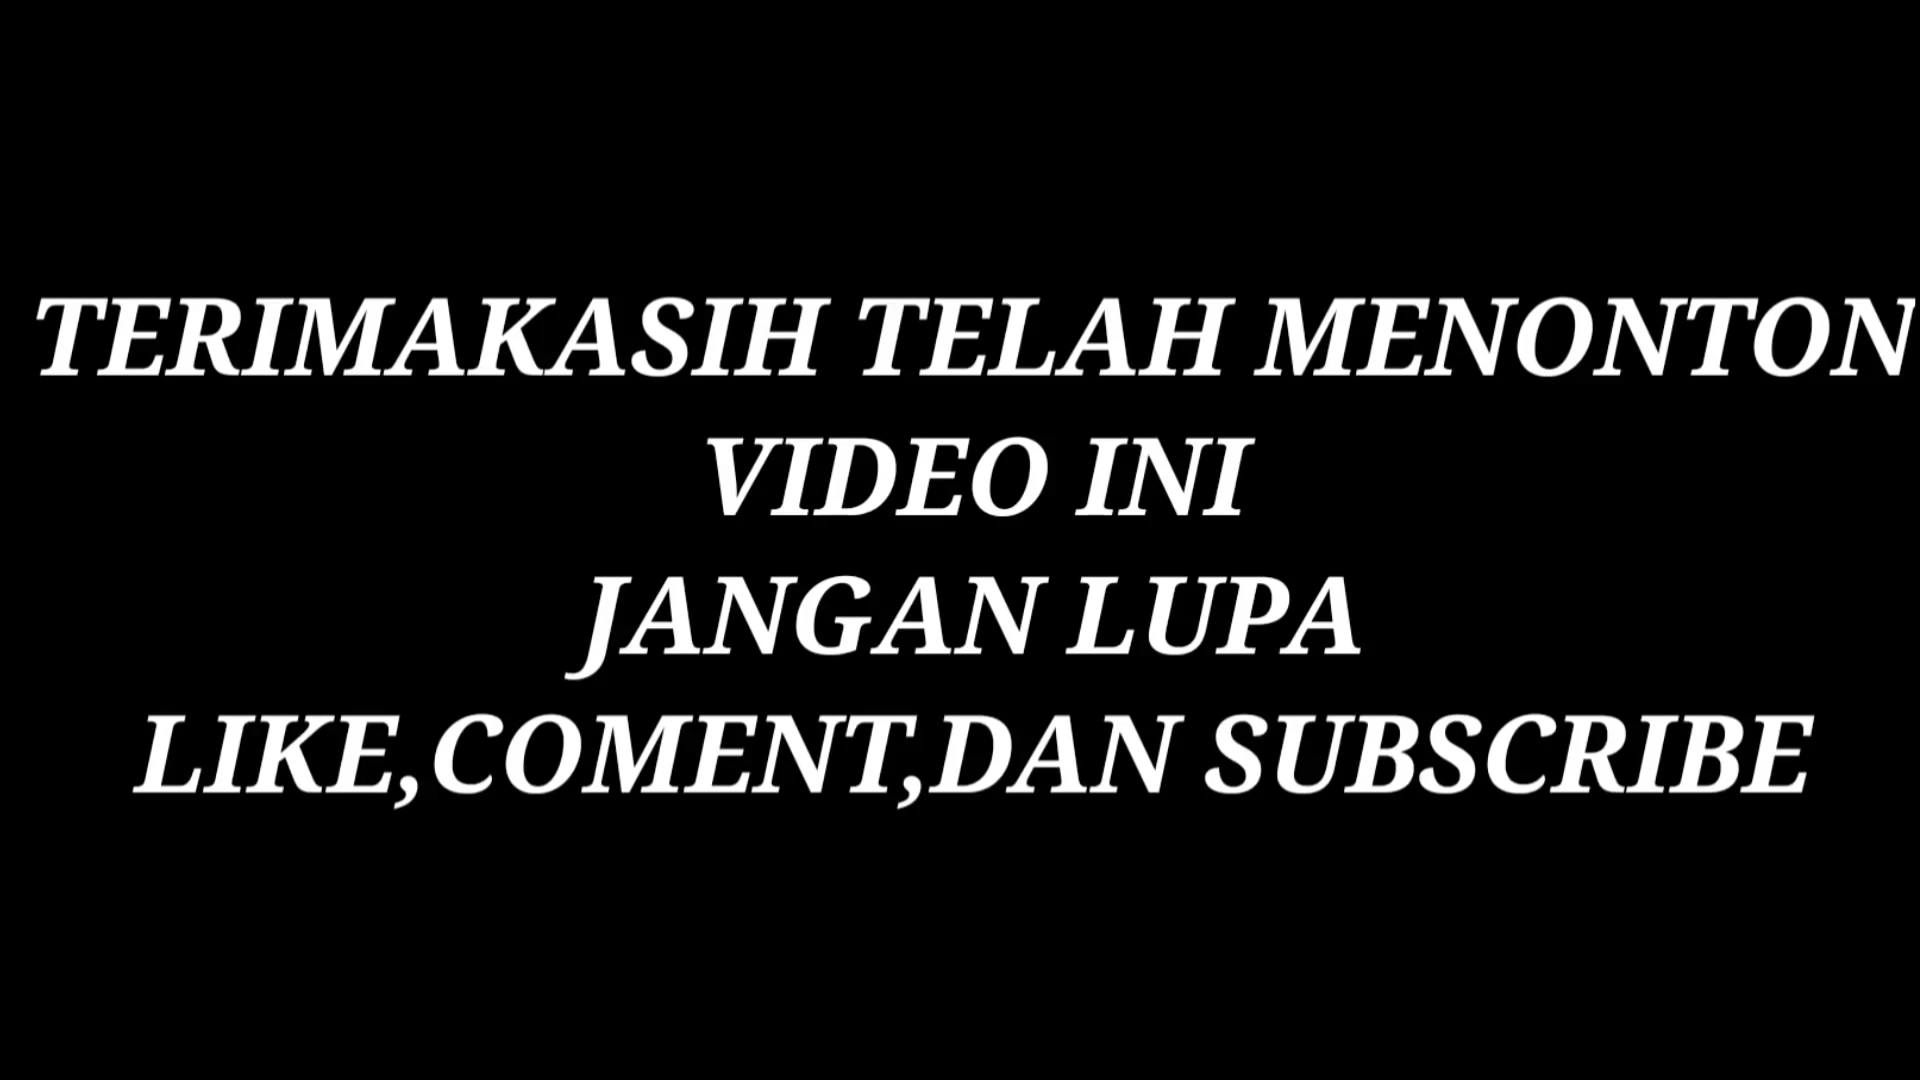 TERIMAKASIH TELAH MENONTON
VIDEO INI
JANGAN LUPA
LIKE,COMENT,DAN SUBSCRIBE